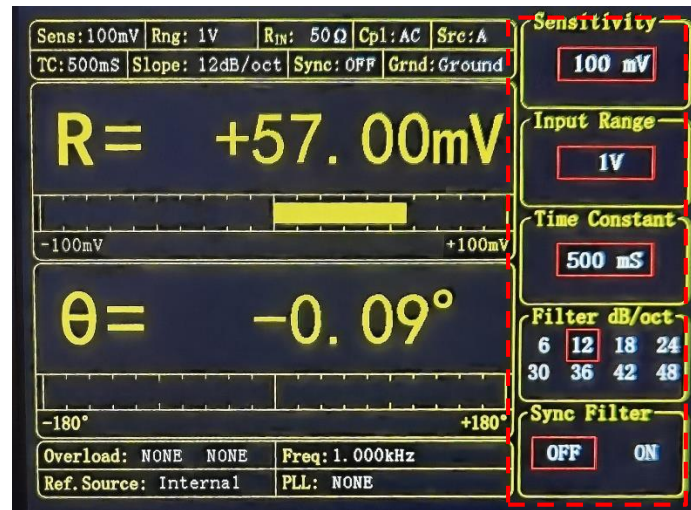 Sens:100mV Rng: 1V RIN: 50Ω Cpl:AC Src:A
TC:500mS Slope: 12dB/oct Sync:OFF Grnd:Ground
R= +57.00mV
-100mV +100mV
θ= -0.09°
-180° +180°
Overload: NONE NONE Freq:1.000kHz
Ref.Source: Internal PLL: NONE
Sensitivity
100 mV
Input Range
1V
Time Constant
500 mS
Filter dB/oct
6 12 18 24
30 36 42 48
Sync Filter
OFF ON